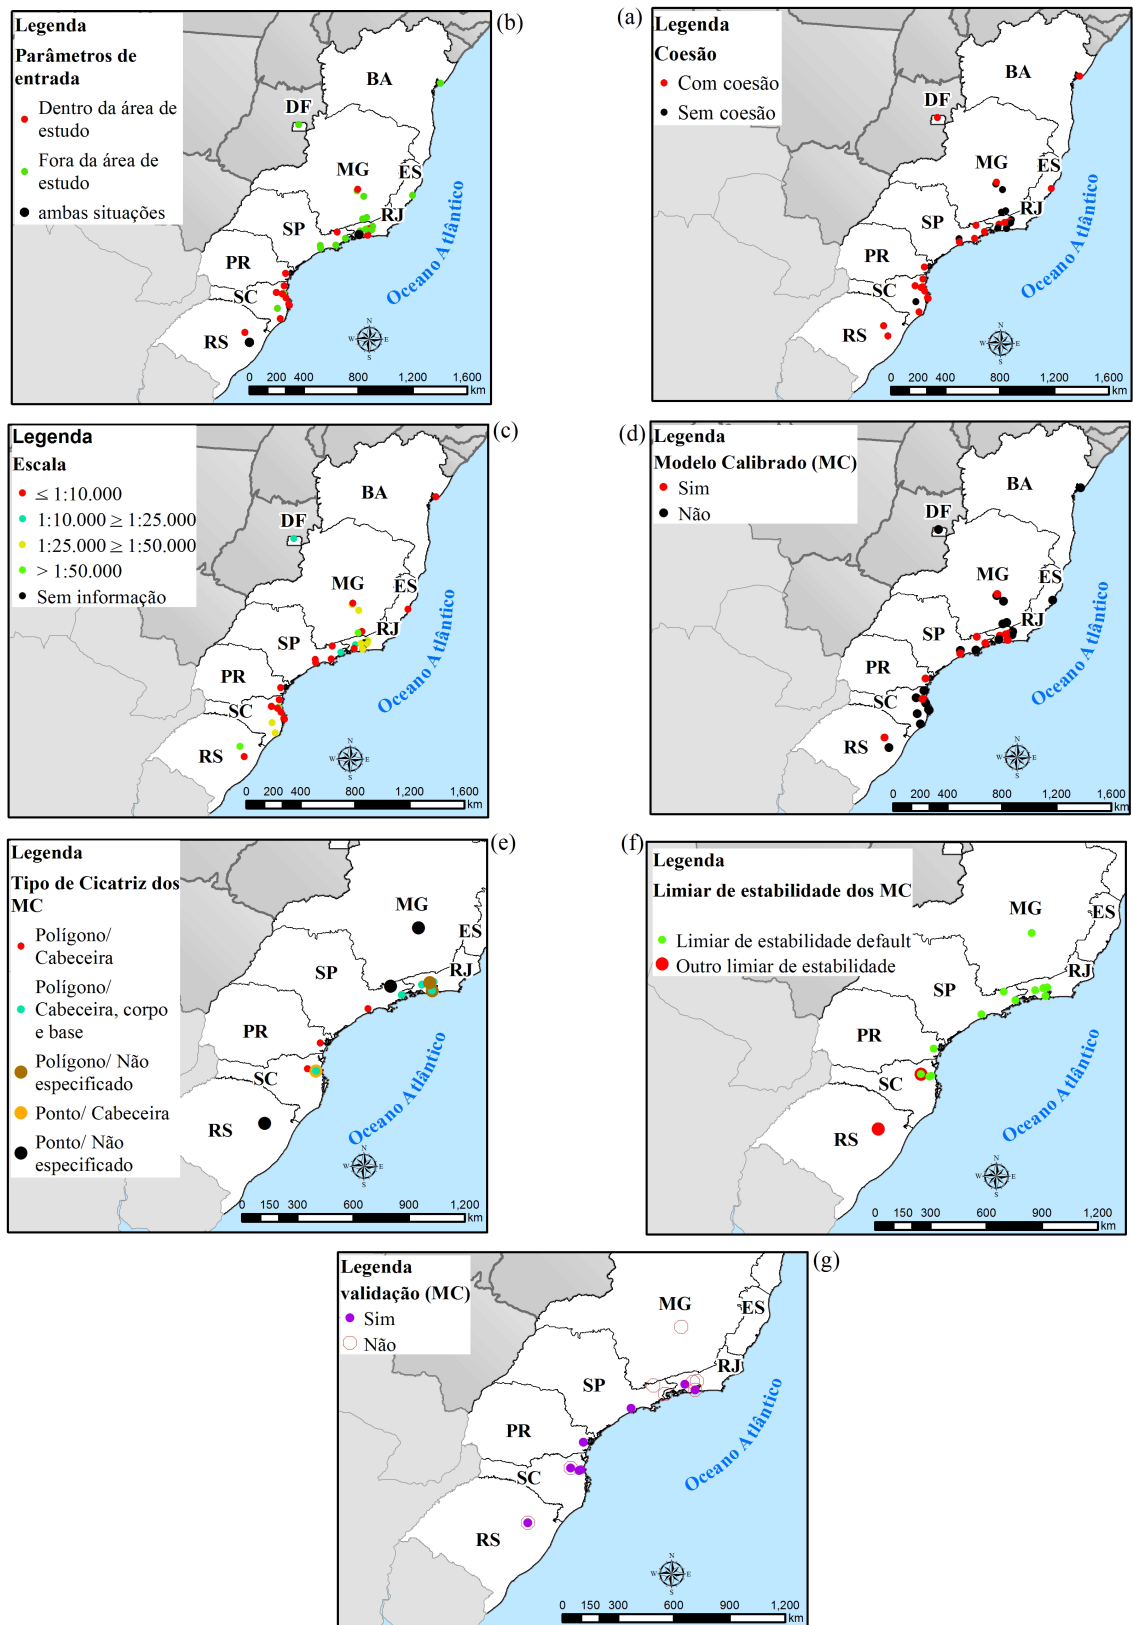 (b)
Legenda
Parâmetros de
entrada
Dentro da área de
estudo
Fora da área de
estudo
ambas situações
BA
DF
MG
ES
RJ
SP
PR
SC
RS
Oceano Atlântico
N
W
E
S
0 200 400 800 1,200 1,600
km
(a)
Legenda
Coesão
Com coesão
Sem coesão
BA
DF
MG
ES
RJ
SP
PR
SC
RS
Oceano Atlântico
N
W
E
S
0 200 400 800 1,200 1,600
km
(c)
Legenda
Escala
≤ 1:10.000
1:10.000 ≥ 1:25.000
1:25.000 ≥ 1:50.000
> 1:50.000
Sem informação
BA
DF
MG
ES
RJ
SP
PR
SC
RS
Oceano Atlântico
N
W
E
S
0 200 400 800 1,200 1,600
km
(d)
Legenda
Modelo Calibrado (MC)
Sim
Não
BA
DF
MG
ES
RJ
SP
PR
SC
RS
Oceano Atlântico
N
W
E
S
0 200 400 800 1,200 1,600
km
(e)
Legenda
Tipo de Cicatriz dos
MC
Polígono/
Cabeceira
Polígono/
Cabeceira, corpo
e base
Polígono/ Não
especificado
Ponto/ Cabeceira
Ponto/ Não
especificado
MG
ES
RJ
SP
PR
SC
RS
Oceano Atlântico
N
W
E
S
0 150 300 600 900 1,200
km
(f)
Legenda
Limiar de estabilidade dos MC
Limiar de estabilidade default
Outro limiar de estabilidade
MG
ES
RJ
SP
PR
SC
RS
Oceano Atlântico
N
W
E
S
0 150 300 600 900 1,200
km
(g)
Legenda
validação (MC)
Sim
Não
MG
ES
RJ
SP
PR
SC
RS
Oceano Atlântico
N
W
E
S
0 150 300 600 900 1,200
km